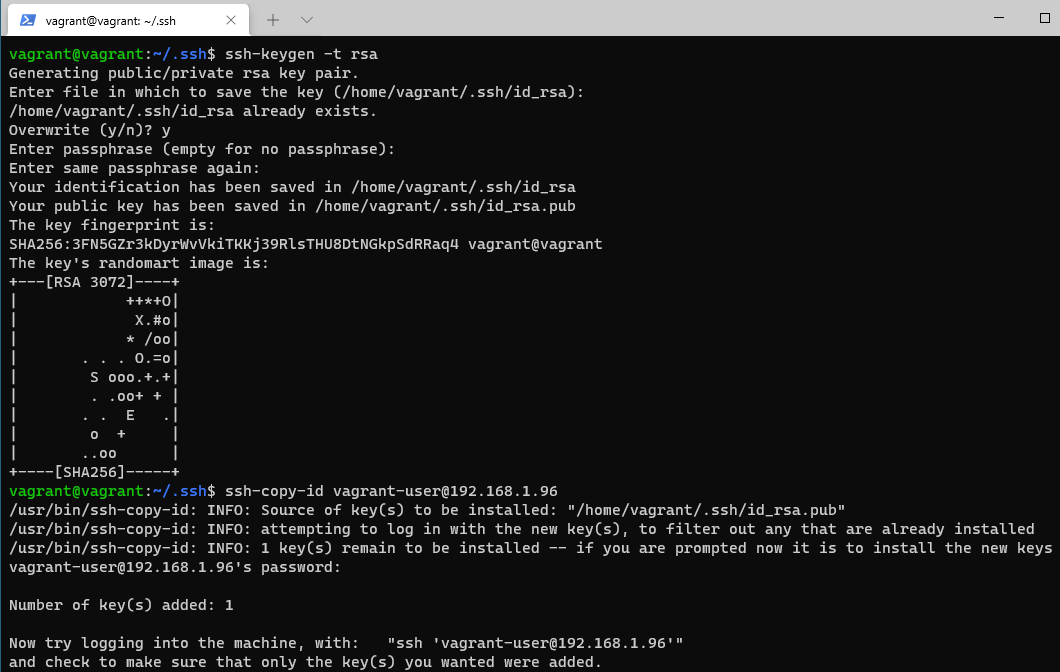 vagrant@vagrant: ~/.ssh
vagrant@vagrant:~/.ssh$ ssh-keygen -t rsa
Generating public/private rsa key pair.
Enter file in which to save the key (/home/vagrant/.ssh/id_rsa):
/home/vagrant/.ssh/id_rsa already exists.
Overwrite (y/n)? y
Enter passphrase (empty for no passphrase):
Enter same passphrase again:
Your identification has been saved in /home/vagrant/.ssh/id_rsa
Your public key has been saved in /home/vagrant/.ssh/id_rsa.pub
The key fingerprint is:
SHA256:3FN5GZr3kDyrWvVkiTKKj39RlsTHU8DtNGkpSdRRaq4 vagrant@vagrant
The key's randomart image is:
+---[RSA 3072]----+
|            ++*+O|
|             X.#o|
|            * /oo|
|       . . . O.=o|
|        S ooo.+.+|
|        . .oo+ + |
|       . .  E   .|
|        o  +     |
|       ..oo      |
+----[SHA256]-----+
vagrant@vagrant:~/.ssh$ ssh-copy-id vagrant-user@192.168.1.96
/usr/bin/ssh-copy-id: INFO: Source of key(s) to be installed: "/home/vagrant/.ssh/id_rsa.pub"
/usr/bin/ssh-copy-id: INFO: attempting to log in with the new key(s), to filter out any that are already installed
/usr/bin/ssh-copy-id: INFO: 1 key(s) remain to be installed -- if you are prompted now it is to install the new keys
vagrant-user@192.168.1.96's password:
Number of key(s) added: 1
Now try logging into the machine, with:   "ssh 'vagrant-user@192.168.1.96'"
and check to make sure that only the key(s) you wanted were added.